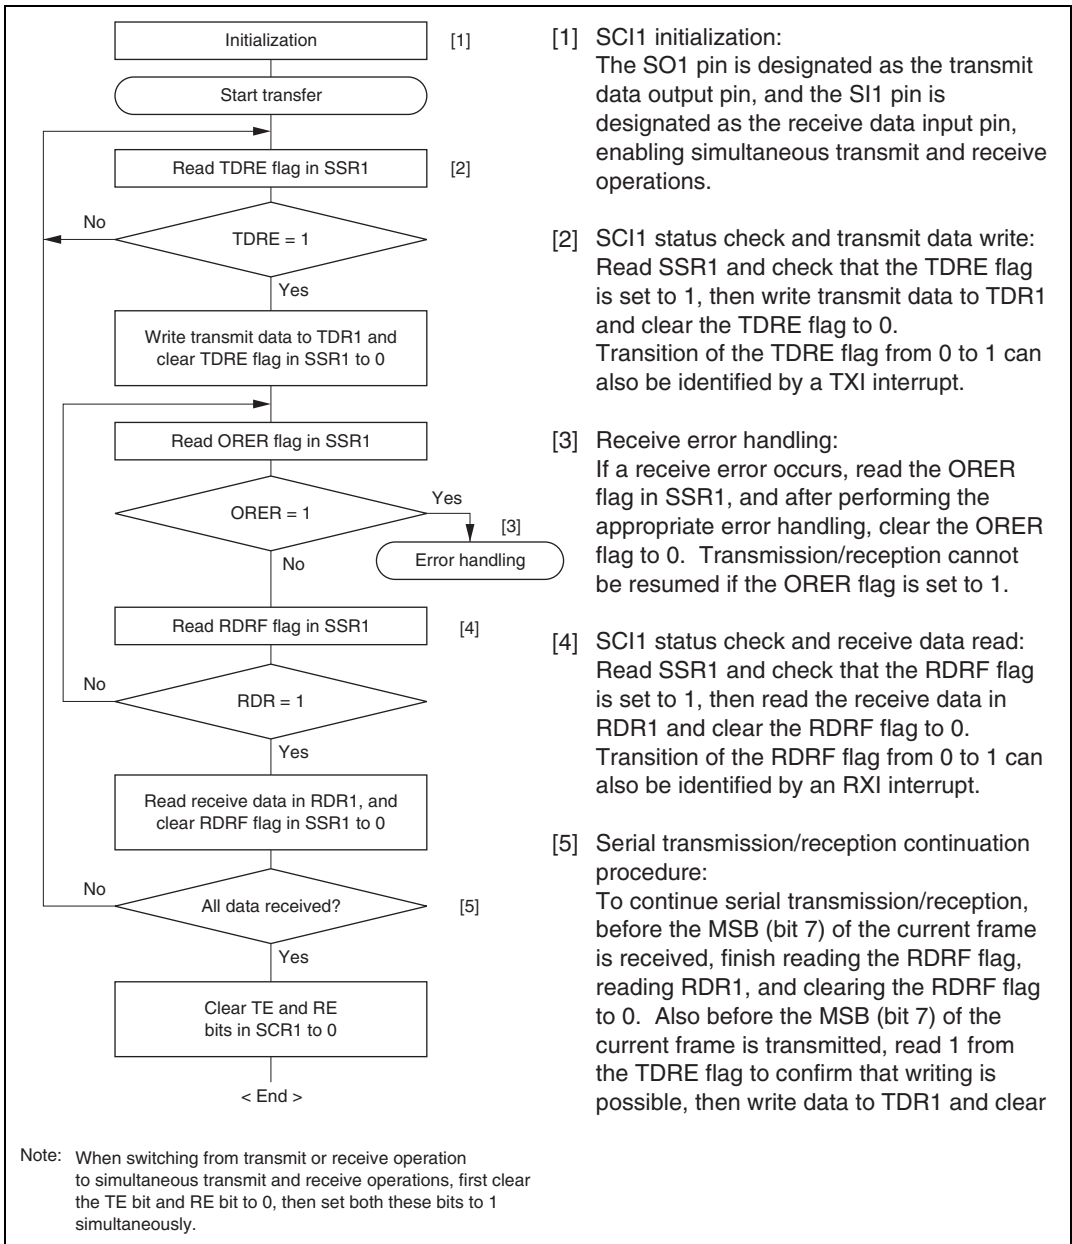 Initialization [1]
Start transfer
Read TDRE flag in SSR1 [2]
No
TDRE = 1
Yes
Write transmit data to TDR1 and
clear TDRE flag in SSR1 to 0
Read ORER flag in SSR1
Yes
ORER = 1
[3]
Error handling
No
Read RDRF flag in SSR1 [4]
No
RDR = 1
Yes
Read receive data in RDR1, and
clear RDRF flag in SSR1 to 0
No
All data received? [5]
Yes
Clear TE and RE
bits in SCR1 to 0
< End >
[1] SCI1 initialization:
The SO1 pin is designated as the transmit
data output pin, and the SI1 pin is
designated as the receive data input pin,
enabling simultaneous transmit and receive
operations.
[2] SCI1 status check and transmit data write:
Read SSR1 and check that the TDRE flag
is set to 1, then write transmit data to TDR1
and clear the TDRE flag to 0.
Transition of the TDRE flag from 0 to 1 can
also be identified by a TXI interrupt.
[3] Receive error handling:
If a receive error occurs, read the ORER
flag in SSR1, and after performing the
appropriate error handling, clear the ORER
flag to 0.  Transmission/reception cannot
be resumed if the ORER flag is set to 1.
[4] SCI1 status check and receive data read:
Read SSR1 and check that the RDRF flag
is set to 1, then read the receive data in
RDR1 and clear the RDRF flag to 0.
Transition of the RDRF flag from 0 to 1 can
also be identified by an RXI interrupt.
[5] Serial transmission/reception continuation
procedure:
To continue serial transmission/reception,
before the MSB (bit 7) of the current frame
is received, finish reading the RDRF flag,
reading RDR1, and clearing the RDRF flag
to 0.  Also before the MSB (bit 7) of the
current frame is transmitted, read 1 from
the TDRE flag to confirm that writing is
possible, then write data to TDR1 and clear
Note: When switching from transmit or receive operation
to simultaneous transmit and receive operations, first clear
the TE bit and RE bit to 0, then set both these bits to 1
simultaneously.